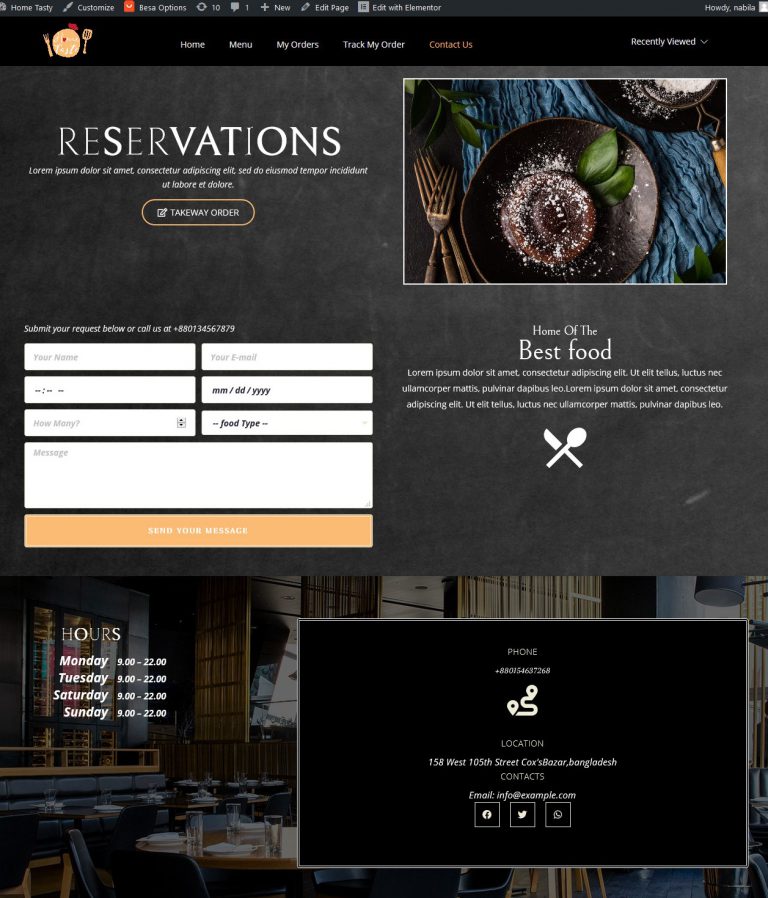 Home Tasty Customize Besa Options 10 1 New Edit Page Edit with Elementor Howdy, nabila
Tasty
Home Menu My Orders Track My Order Contact Us Recently Viewed
RESERVATIONS
Lorem ipsum dolor sit amet, consectetur adipiscing elit, sed do eiusmod tempor incididunt
ut labore et dolore.
TAKEWAY ORDER
Submit your request below or call us at +880134567879
Your Name Your E-mail
-- : -- -- mm / dd / yyyy
How Many? -- food Type --
Message
SEND YOUR MESSAGE
Home Of The
Best food
Lorem ipsum dolor sit amet, consectetur adipiscing elit. Ut elit tellus, luctus nec
ullamcorper mattis, pulvinar dapibus leo.Lorem ipsum dolor sit amet, consectetur
adipiscing elit. Ut elit tellus, luctus nec ullamcorper mattis, pulvinar dapibus leo.
HOURS
Monday 9.00 – 22.00
Tuesday 9.00 – 22.00
Saturday 9.00 – 22.00
Sunday 9.00 – 22.00
PHONE
+880154637268
LOCATION
158 West 105th Street Cox'sBazar,bangladesh
CONTACTS
Email: info@example.com